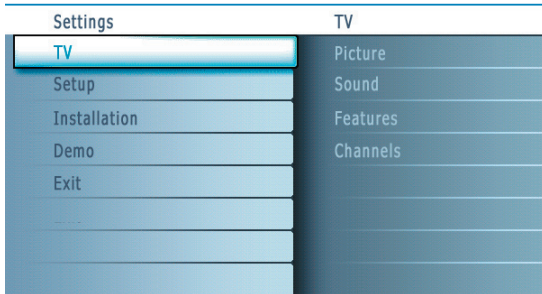 Settings
TV
Setup
Installation
Demo
Exit
TV
Picture
Sound
Features
Channels